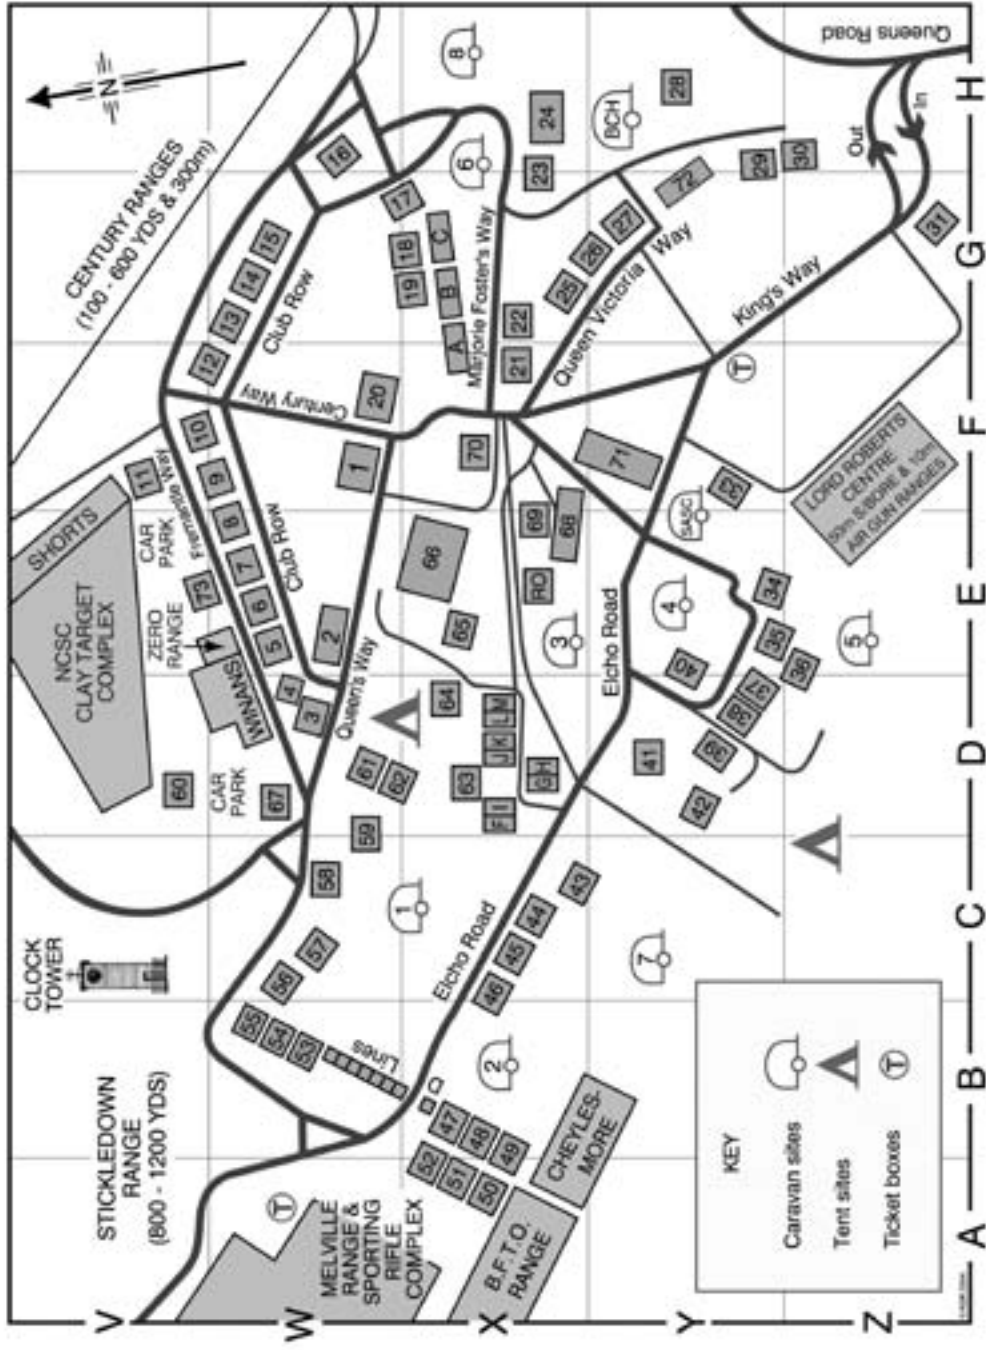 CENTURY RANGES
(100 - 600 YDS & 300m)
N
Queens Road
Out
In
SHORTS
NCSC
CLAY TARGET
COMPLEX
CAR
PARK
ZERO
RANGE
WINANS
CAR
PARK
CLOCK
TOWER
STICKLEDOWN
RANGE
(800 - 1200 YDS)
MELVILLE
RANGE &
SPORTING
RIFLE
COMPLEX
B.F.T.O.
RANGE
CHEYLES-
MORE
Lines
Elcho Road
Elcho Road
Queen's Way
Club Row
Club Row
Fremantle Way
Century Way
Marjorie Foster's Way
Queen Victoria Way
King's Way
LORD ROBERTS
CENTRE
50m S/BORE & 10m
AIR GUN RANGES
SASC
BCH
RO
1
2
3
4
5
6
7
8
9
10
11
12
13
14
15
16
17
18
19
20
21
22
23
24
25
26
27
28
29
30
31
33
34
35
36
37
38
39
40
41
42
43
44
45
46
47
48
49
50
51
52
53
54
55
56
57
58
59
60
61
62
63
64
65
66
67
68
69
70
71
72
73
A
B
C
F
I
J
K
L
M
G
H
1
2
3
4
5
6
7
8
T
T
KEY
Caravan sites
Tent sites
Ticket boxes
T
V
W
X
Y
Z
A
B
C
D
E
F
G
H